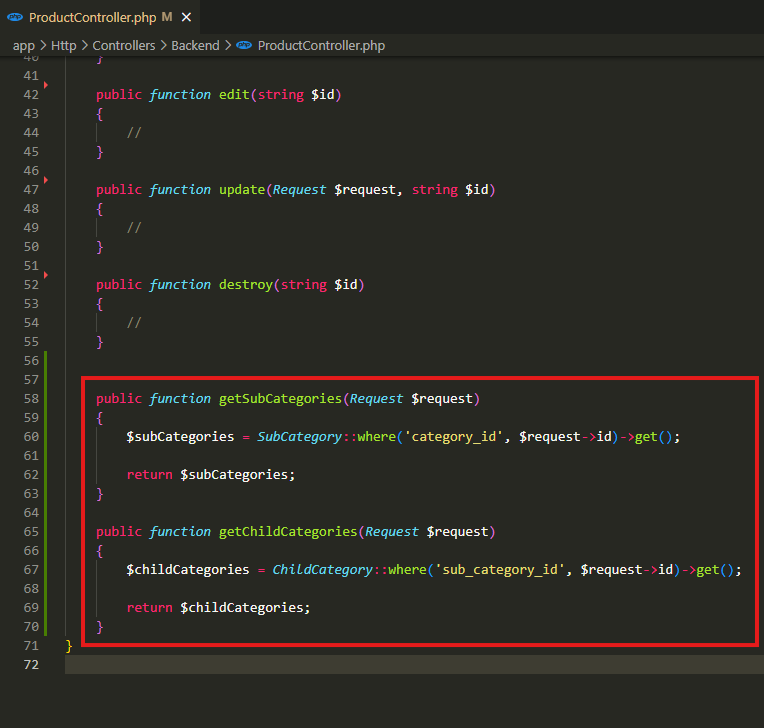 php ProductController.php M ×
app > Http > Controllers > Backend > php ProductController.php
40 }
41
42 public function edit(string $id)
43 {
44 //
45 }
46
47 public function update(Request $request, string $id)
48 {
49 //
50 }
51
52 public function destroy(string $id)
53 {
54 //
55 }
56
57
58 public function getSubCategories(Request $request)
59 {
60 $subCategories = SubCategory::where('category_id', $request->id)->get();
61
62 return $subCategories;
63 }
64
65 public function getChildCategories(Request $request)
66 {
67 $childCategories = ChildCategory::where('sub_category_id', $request->id)->get();
68
69 return $childCategories;
70 }
71 }
72